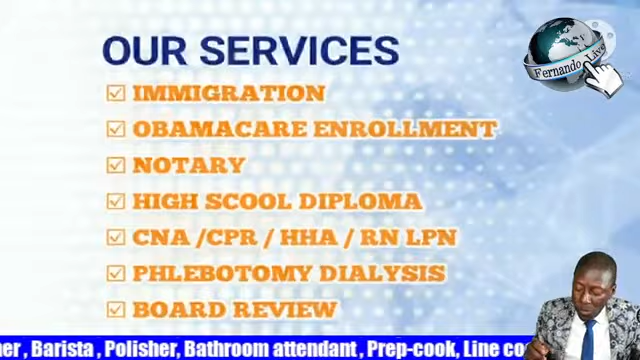 OUR SERVICES
Fernando Live
☑ IMMIGRATION
☑ OBAMACARE ENROLLMENT
☑ NOTARY
☑ HIGH SCOOL DIPLOMA
☑ CNA /CPR / HHA / RN LPN
☑ PHLEBOTOMY DIALYSIS
☑ BOARD REVIEW
, Barista , Polisher, Bathroom attendant , Prep-cook, Line